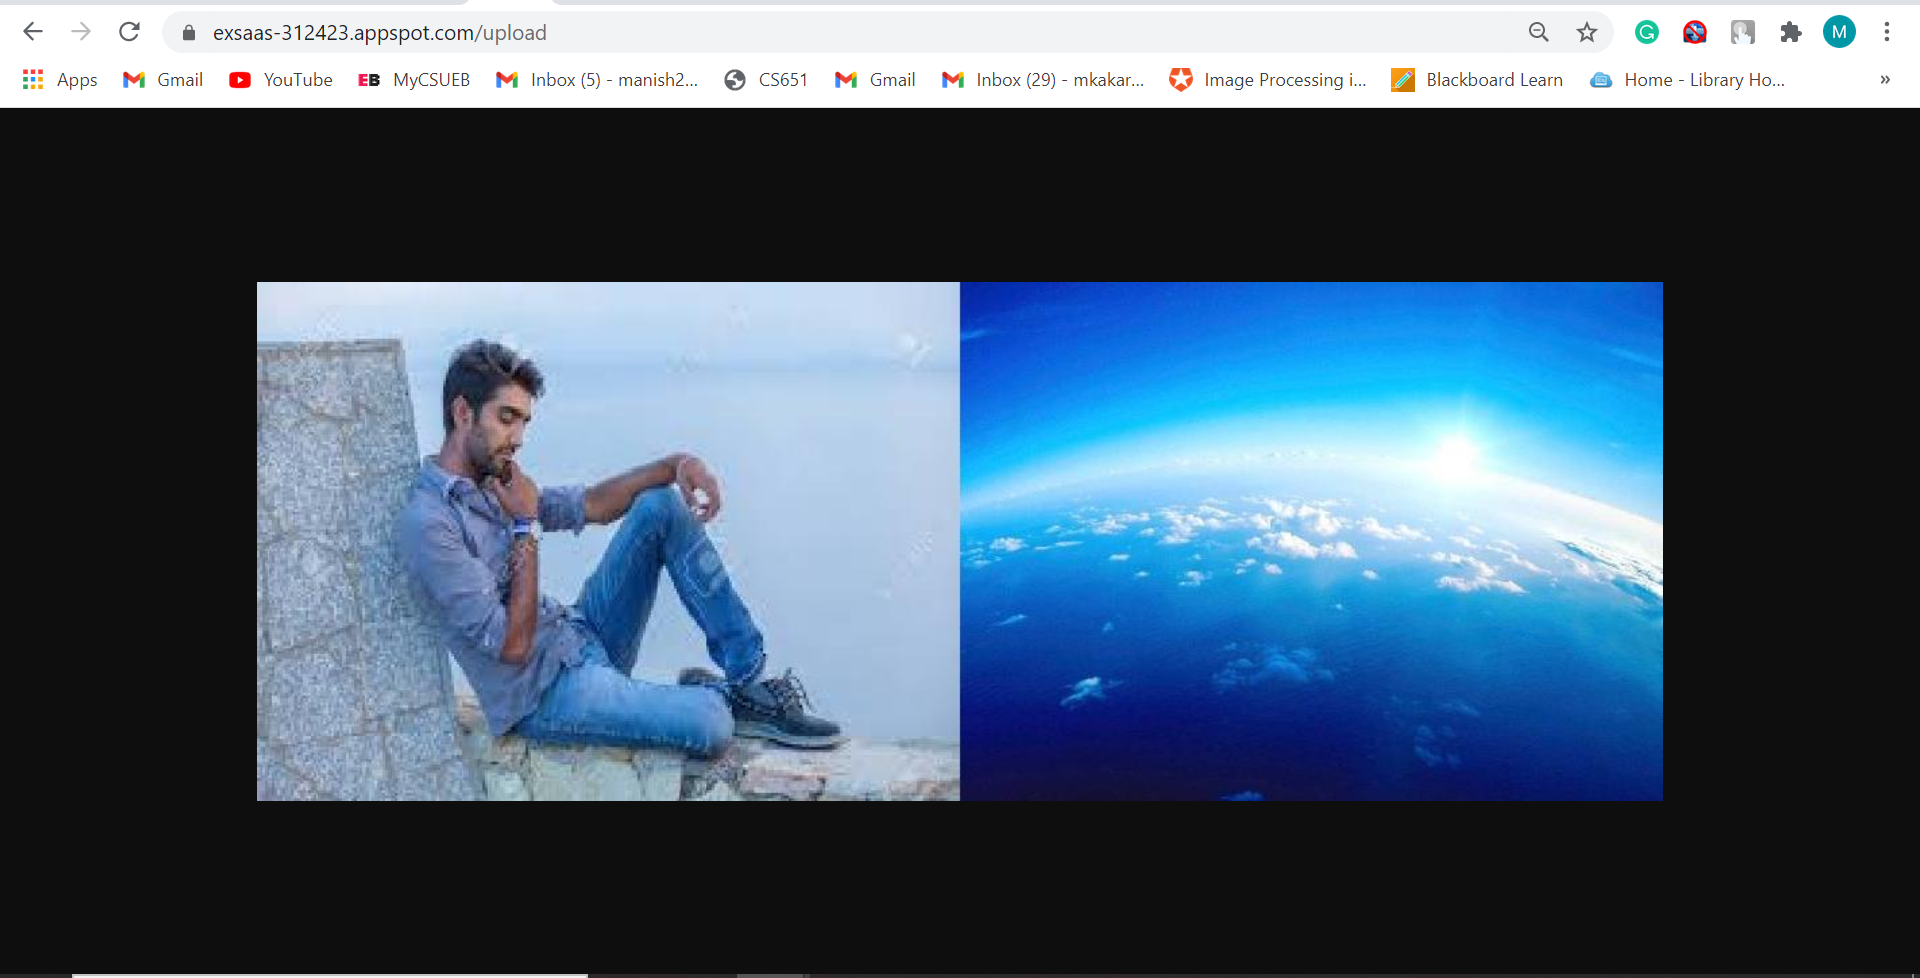 exsaas-312423.appspot.com/upload
G
M
Apps
Gmail
YouTube
EB MyCSUEB
Inbox (5) - manish2...
CS651
Gmail
Inbox (29) - mkakar...
Image Processing i...
Blackboard Learn
Home - Library Ho...
»